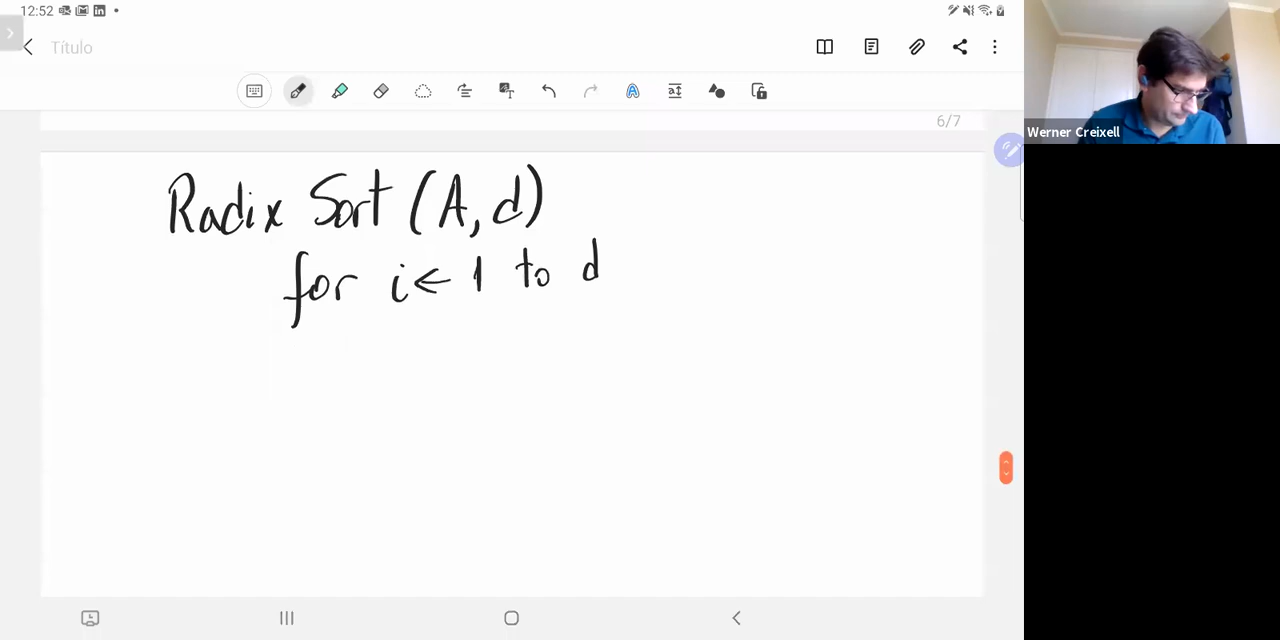 12:52
Título
6/7
Radix Sort (A, d)
for i ← 1 to d
Werner Creixell